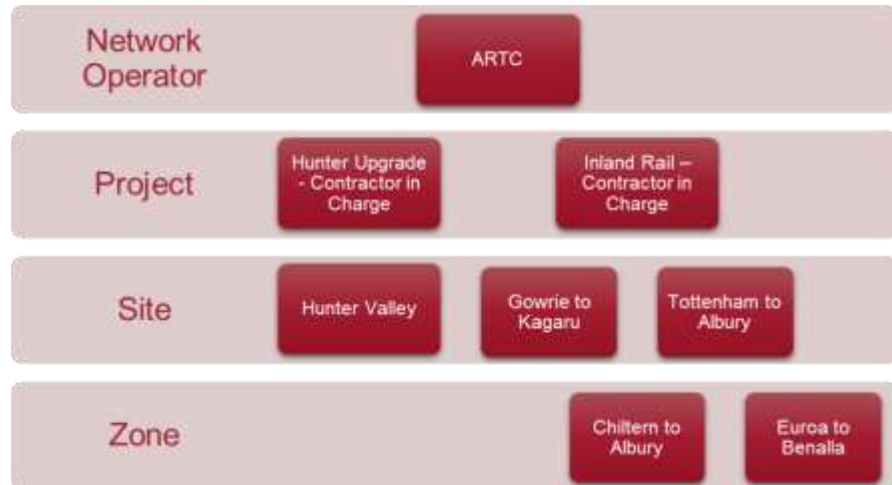 Network
Operator
ARTC
Project
Hunter Upgrade
- Contractor in
Charge
Inland Rail –
Contractor in
Charge
Site
Hunter Valley
Gowrie to
Kagaru
Tottenham to
Albury
Zone
Chiltern to
Albury
Euroa to
Benalla